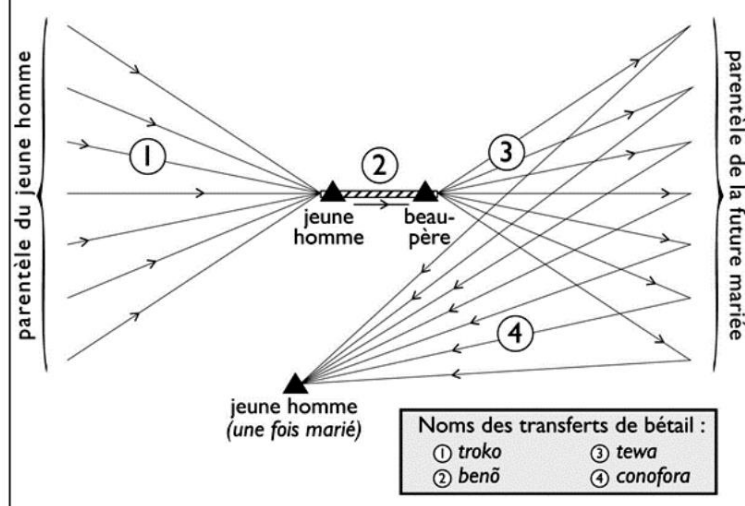 parentèle du jeune homme
1
2
3
jeune
homme
beau-
père
parentèle de la future mariée
4
jeune homme
(une fois marié)
Noms des transferts de bétail :
1 troko
3 tewa
2 benõ
4 conofora